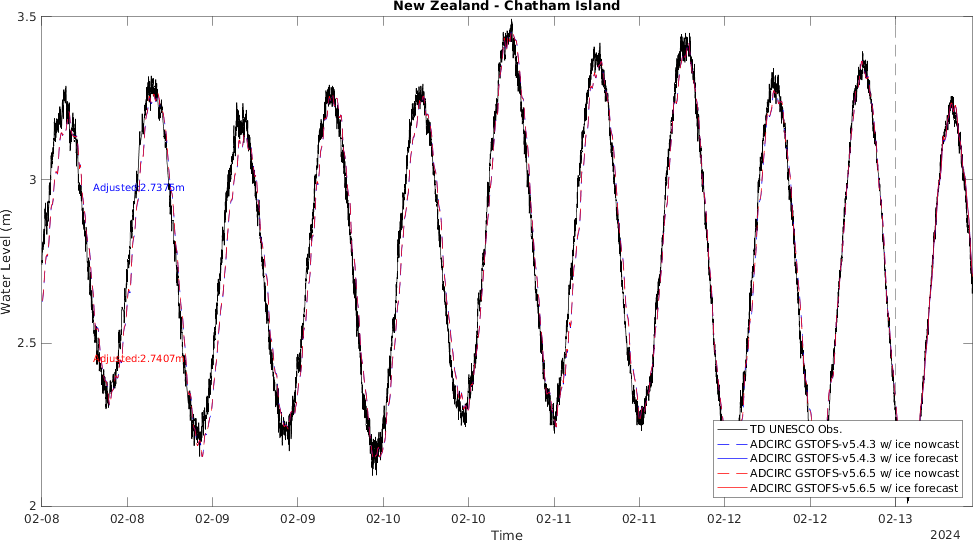 New Zealand - Chatham Island
3.5
3
2.5
2
Water Level (m)
Adjusted:2.7375m
Adjusted:2.7407m
TD UNESCO Obs.
ADCIRC GSTOFS-v5.4.3 w/ ice nowcast
ADCIRC GSTOFS-v5.4.3 w/ ice forecast
ADCIRC GSTOFS-v5.6.5 w/ ice nowcast
ADCIRC GSTOFS-v5.6.5 w/ ice forecast
02-08 02-08 02-09 02-09 02-10 02-10 02-11 02-11 02-12 02-12 02-13
Time
2024